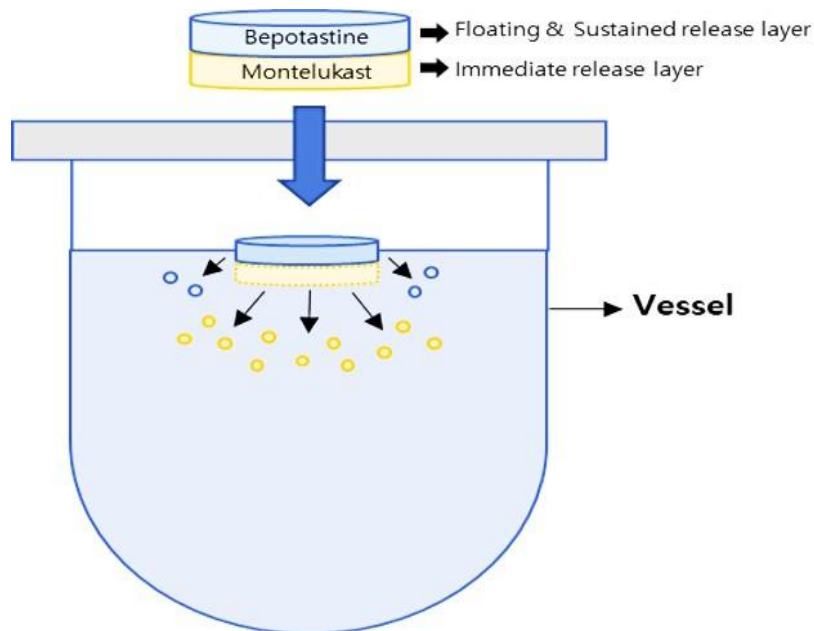 Bepotastine
Floating & Sustained release layer
Montelukast
Immediate release layer
Vessel